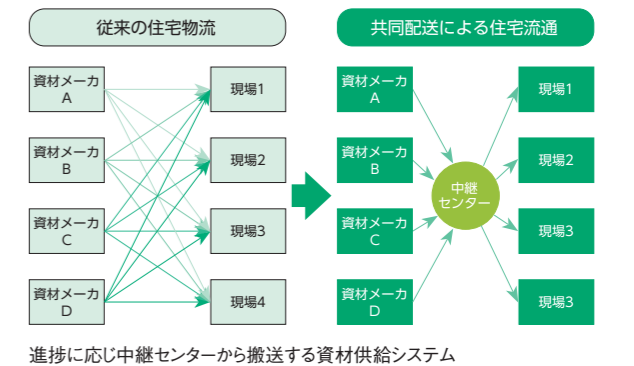 従来の住宅物流
共同配送による住宅流通
資材メーカ
A
現場1
資材メーカ
B
現場2
資材メーカ
C
現場3
資材メーカ
D
現場4
資材メーカ
A
現場1
資材メーカ
B
現場2
中継
センター
資材メーカ
C
現場3
資材メーカ
D
現場3
進捗に応じ中継センターから搬送する資材供給システム